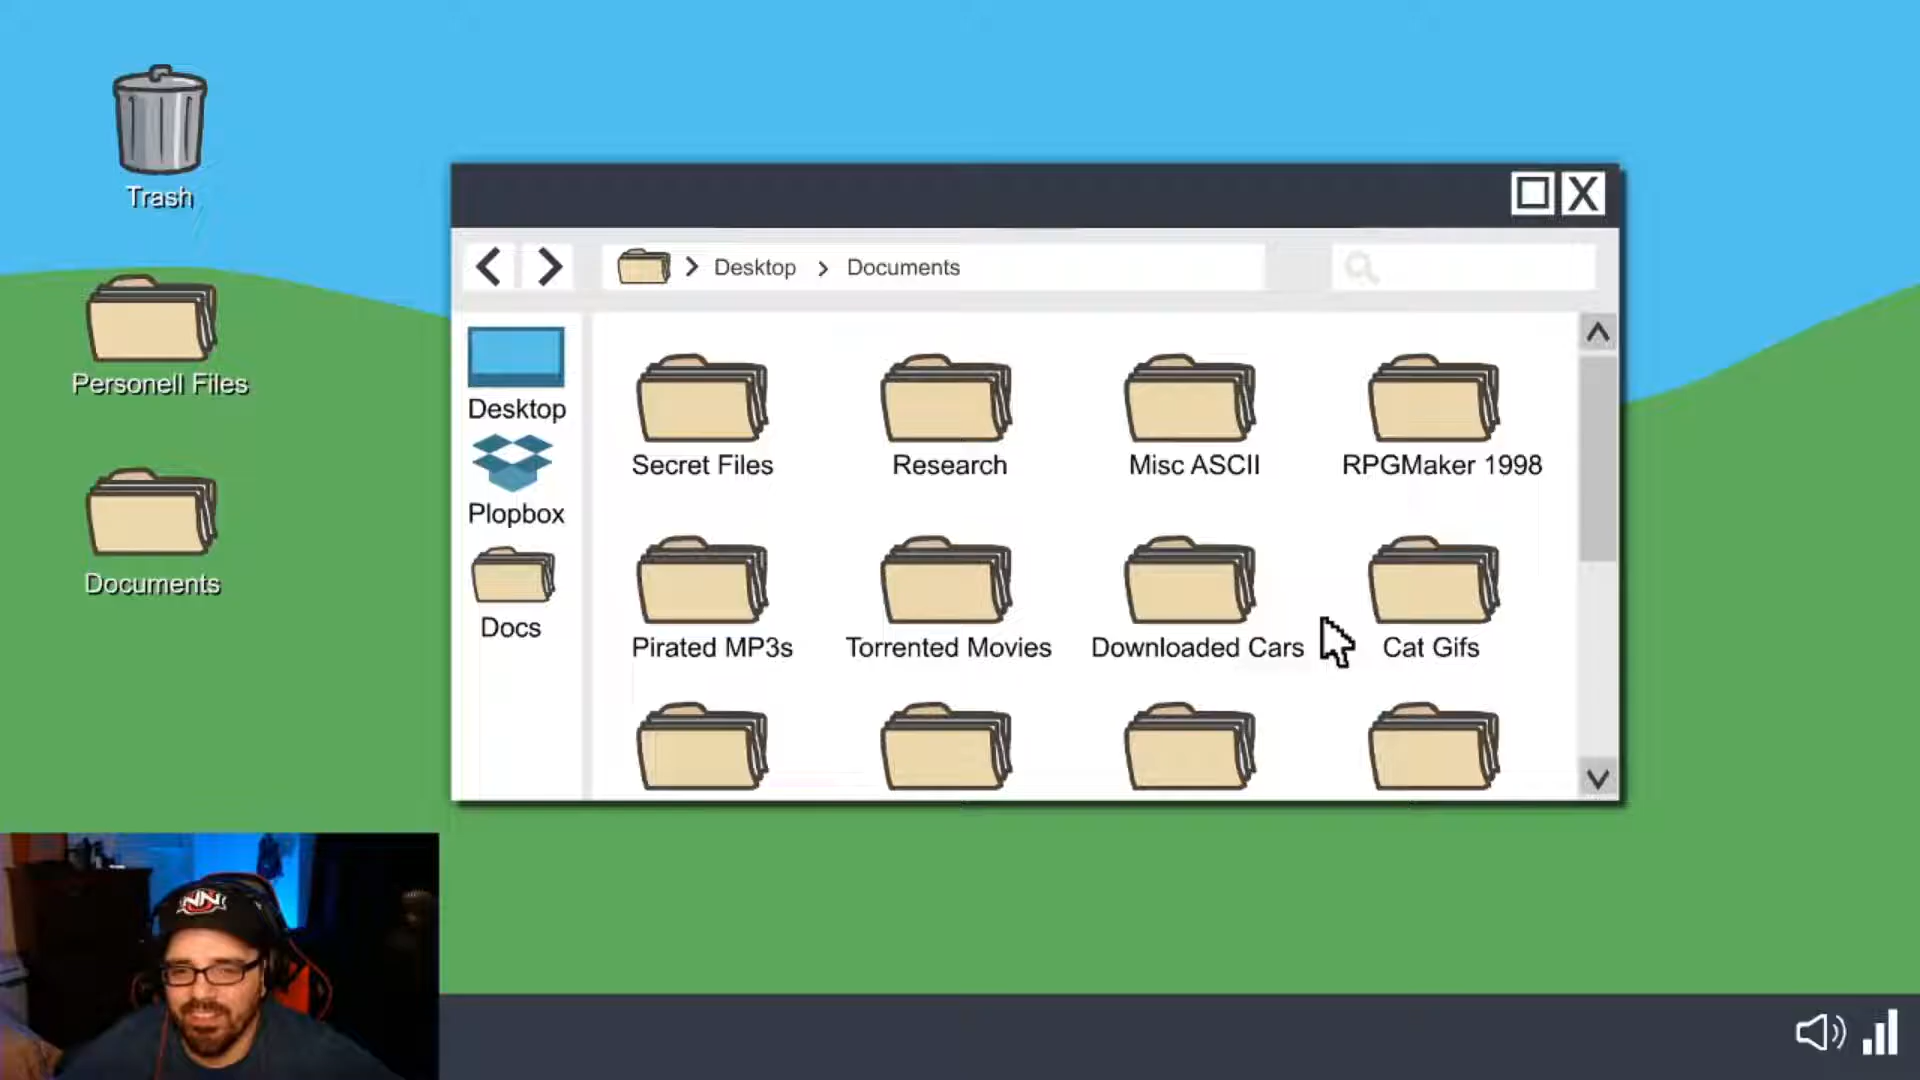 Trash
Personell Files
Documents
X
Desktop
Documents
Desktop
Plopbox
Docs
Secret Files
Research
Misc ASCII
RPGMaker 1998
Pirated MP3s
Torrented Movies
Downloaded Cars
Cat Gifs
NN